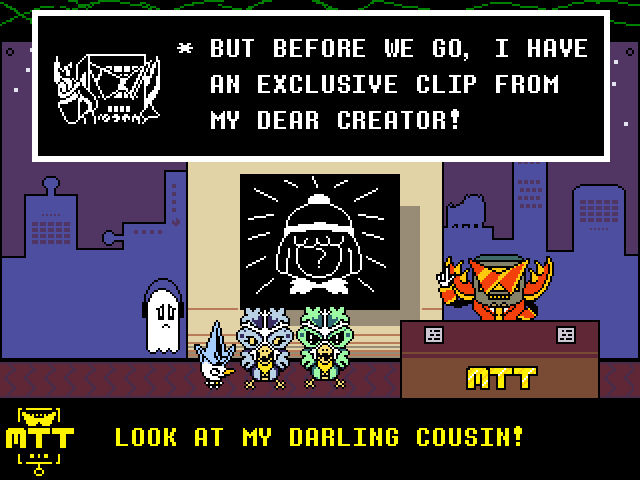 * BUT BEFORE WE GO, I HAVE
AN EXCLUSIVE CLIP FROM
MY DEAR CREATOR!
?
MTT
MTT
LOOK AT MY DARLING COUSIN!